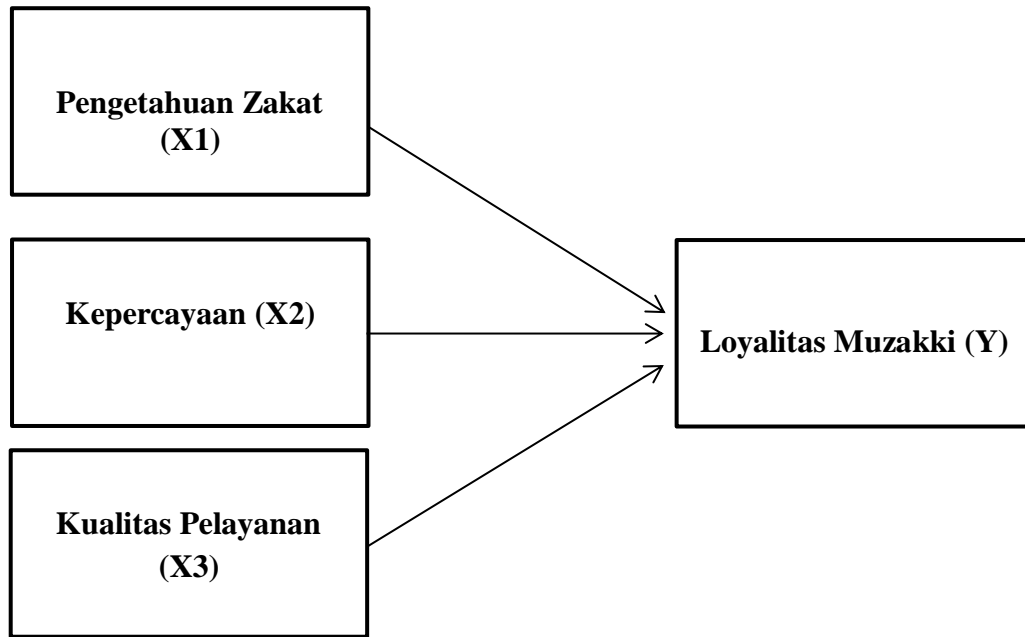 Pengetahuan Zakat
(X1)
Kepercayaan (X2)
Loyalitas Muzakki (Y)
Kualitas Pelayanan
(X3)